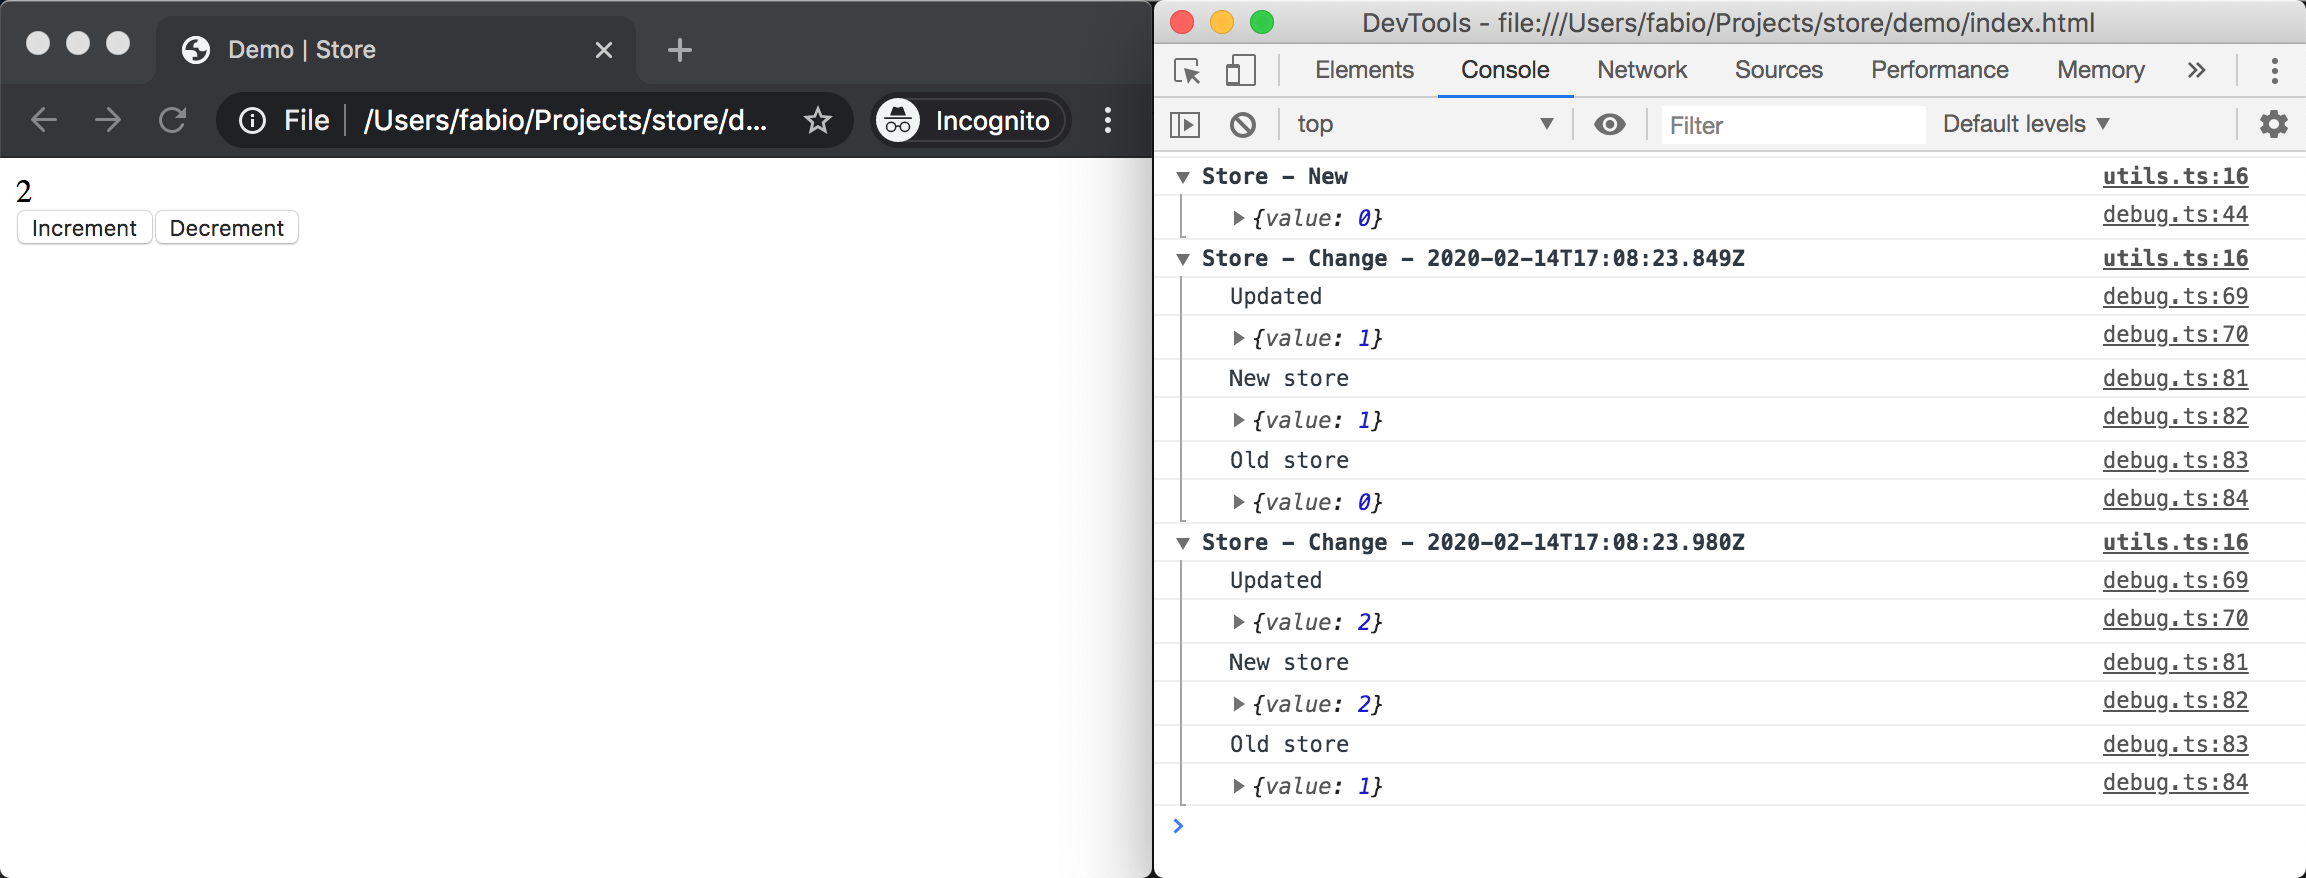 Demo | Store
File
/Users/fabio/Projects/store/d...
Incognito
2
Increment Decrement
DevTools - file:///Users/fabio/Projects/store/demo/index.html
Elements Console Network Sources Performance Memory
top Filter Default levels
Store - New utils.ts:16
{value: 0} debug.ts:44
Store - Change - 2020-02-14T17:08:23.849Z utils.ts:16
Updated debug.ts:69
{value: 1} debug.ts:70
New store debug.ts:81
{value: 1} debug.ts:82
Old store debug.ts:83
{value: 0} debug.ts:84
Store - Change - 2020-02-14T17:08:23.980Z utils.ts:16
Updated debug.ts:69
{value: 2} debug.ts:70
New store debug.ts:81
{value: 2} debug.ts:82
Old store debug.ts:83
{value: 1} debug.ts:84